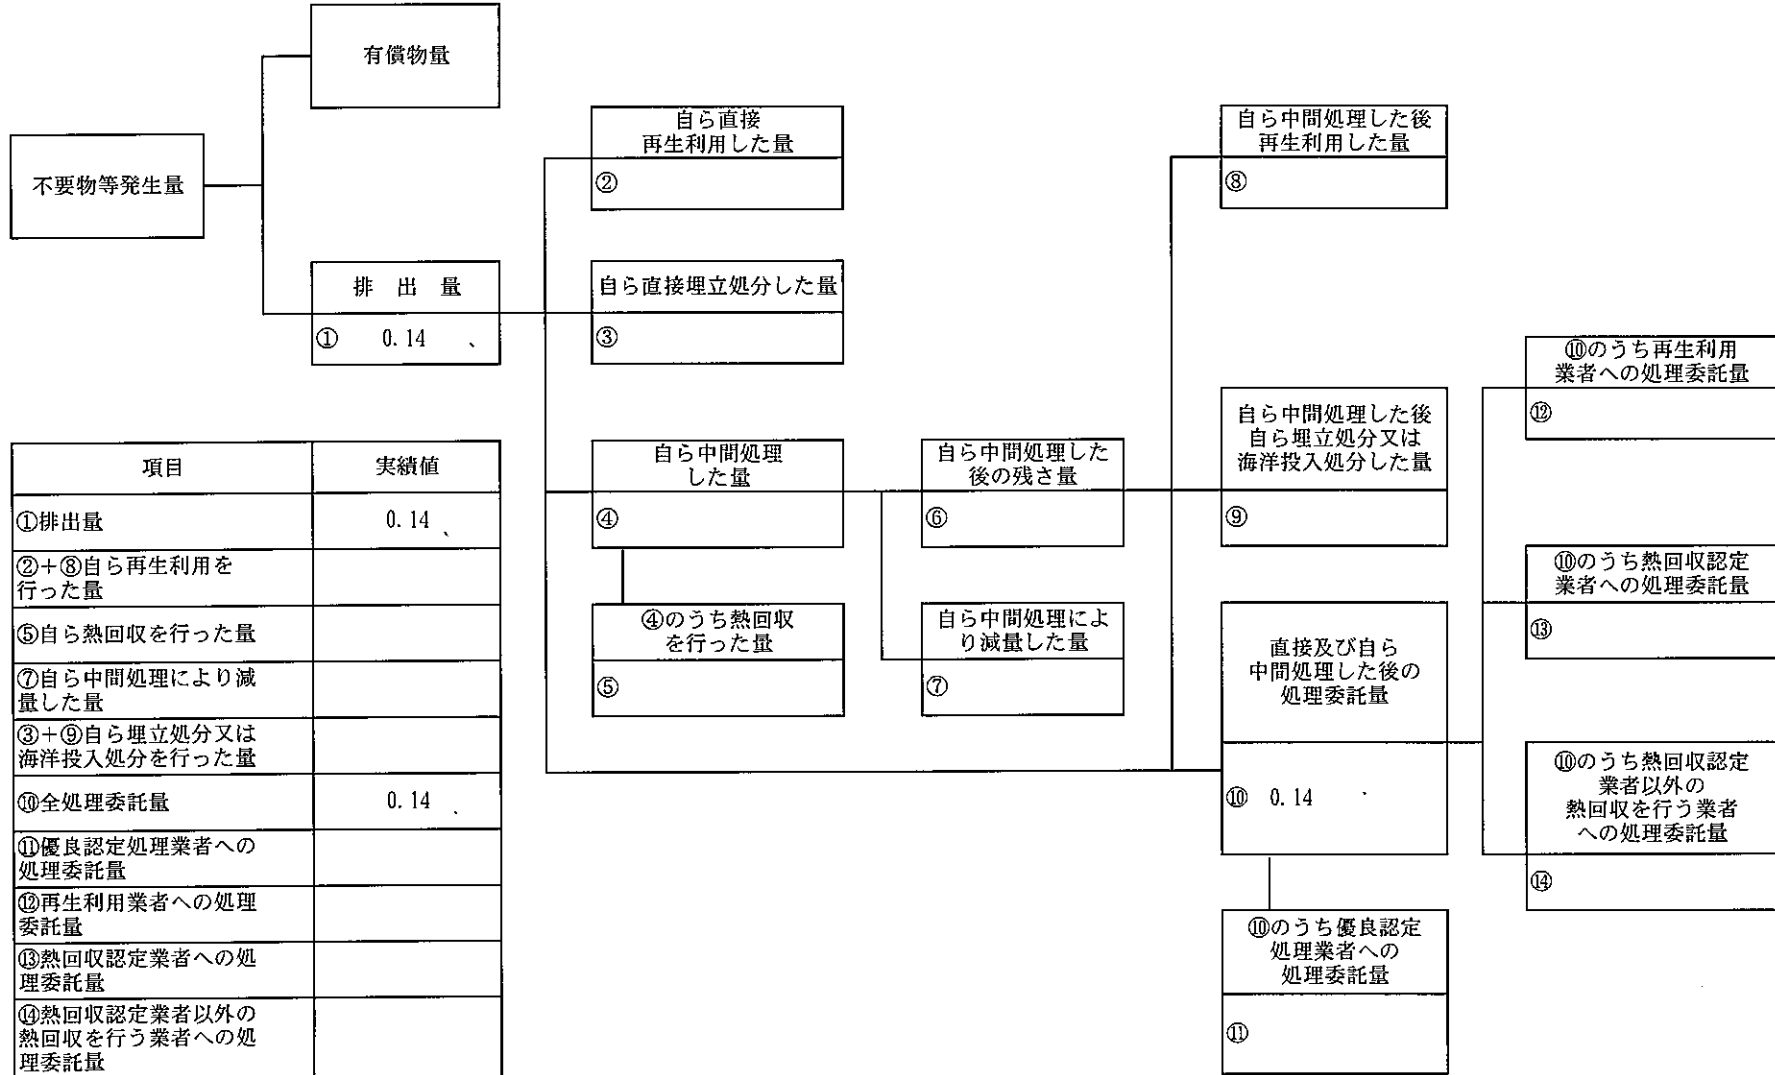 有償物量
不要物等発生量
排　出　量
① 0.14
自ら直接
再生利用した量
②
自ら直接埋立処分した量
③
自ら中間処理
した量
④
④のうち熱回収
を行った量
⑤
自ら中間処理した
後の残さ量
⑥
自ら中間処理によ
り減量した量
⑦
自ら中間処理した後
再生利用した量
⑧
自ら中間処理した後
自ら埋立処分又は
海洋投入処分した量
⑨
直接及び自ら
中間処理した後の
処理委託量
⑩ 0.14
⑩のうち優良認定
処理業者への
処理委託量
⑪
⑩のうち再生利用
業者への処理委託量
⑫
⑩のうち熱回収認定
業者への処理委託量
⑬
⑩のうち熱回収認定
業者以外の
熱回収を行う業者
への処理委託量
⑭
項目 実績値
①排出量 0.14
②＋⑧自ら再生利用を
行った量
⑤自ら熱回収を行った量
⑦自ら中間処理により減
量した量
③＋⑨自ら埋立処分又は
海洋投入処分を行った量
⑩全処理委託量 0.14
⑪優良認定処理業者への
処理委託量
⑫再生利用業者への処理
委託量
⑬熱回収認定業者への処
理委託量
⑭熱回収認定業者以外の
熱回収を行う業者への処
理委託量